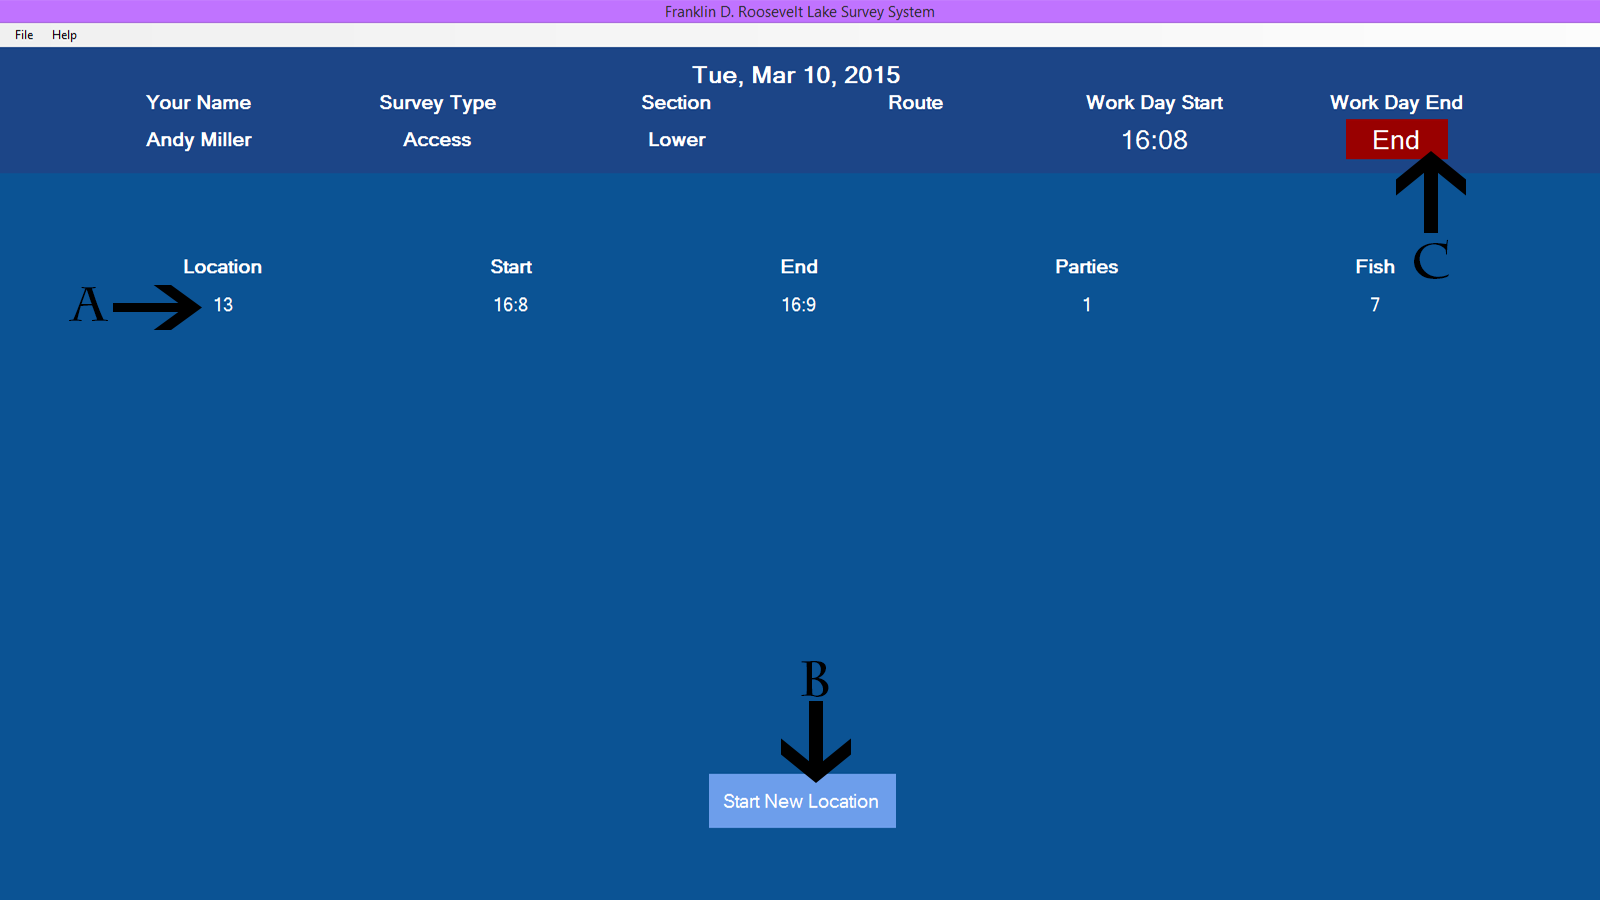 Franklin D. Roosevelt Lake Survey System
File Help
Tue, Mar 10, 2015
Your Name Survey Type Section Route Work Day Start Work Day End
Andy Miller Access Lower 16:08 End
C
Location Start End Parties Fish
A 13 16:8 16:9 1 7
B
Start New Location